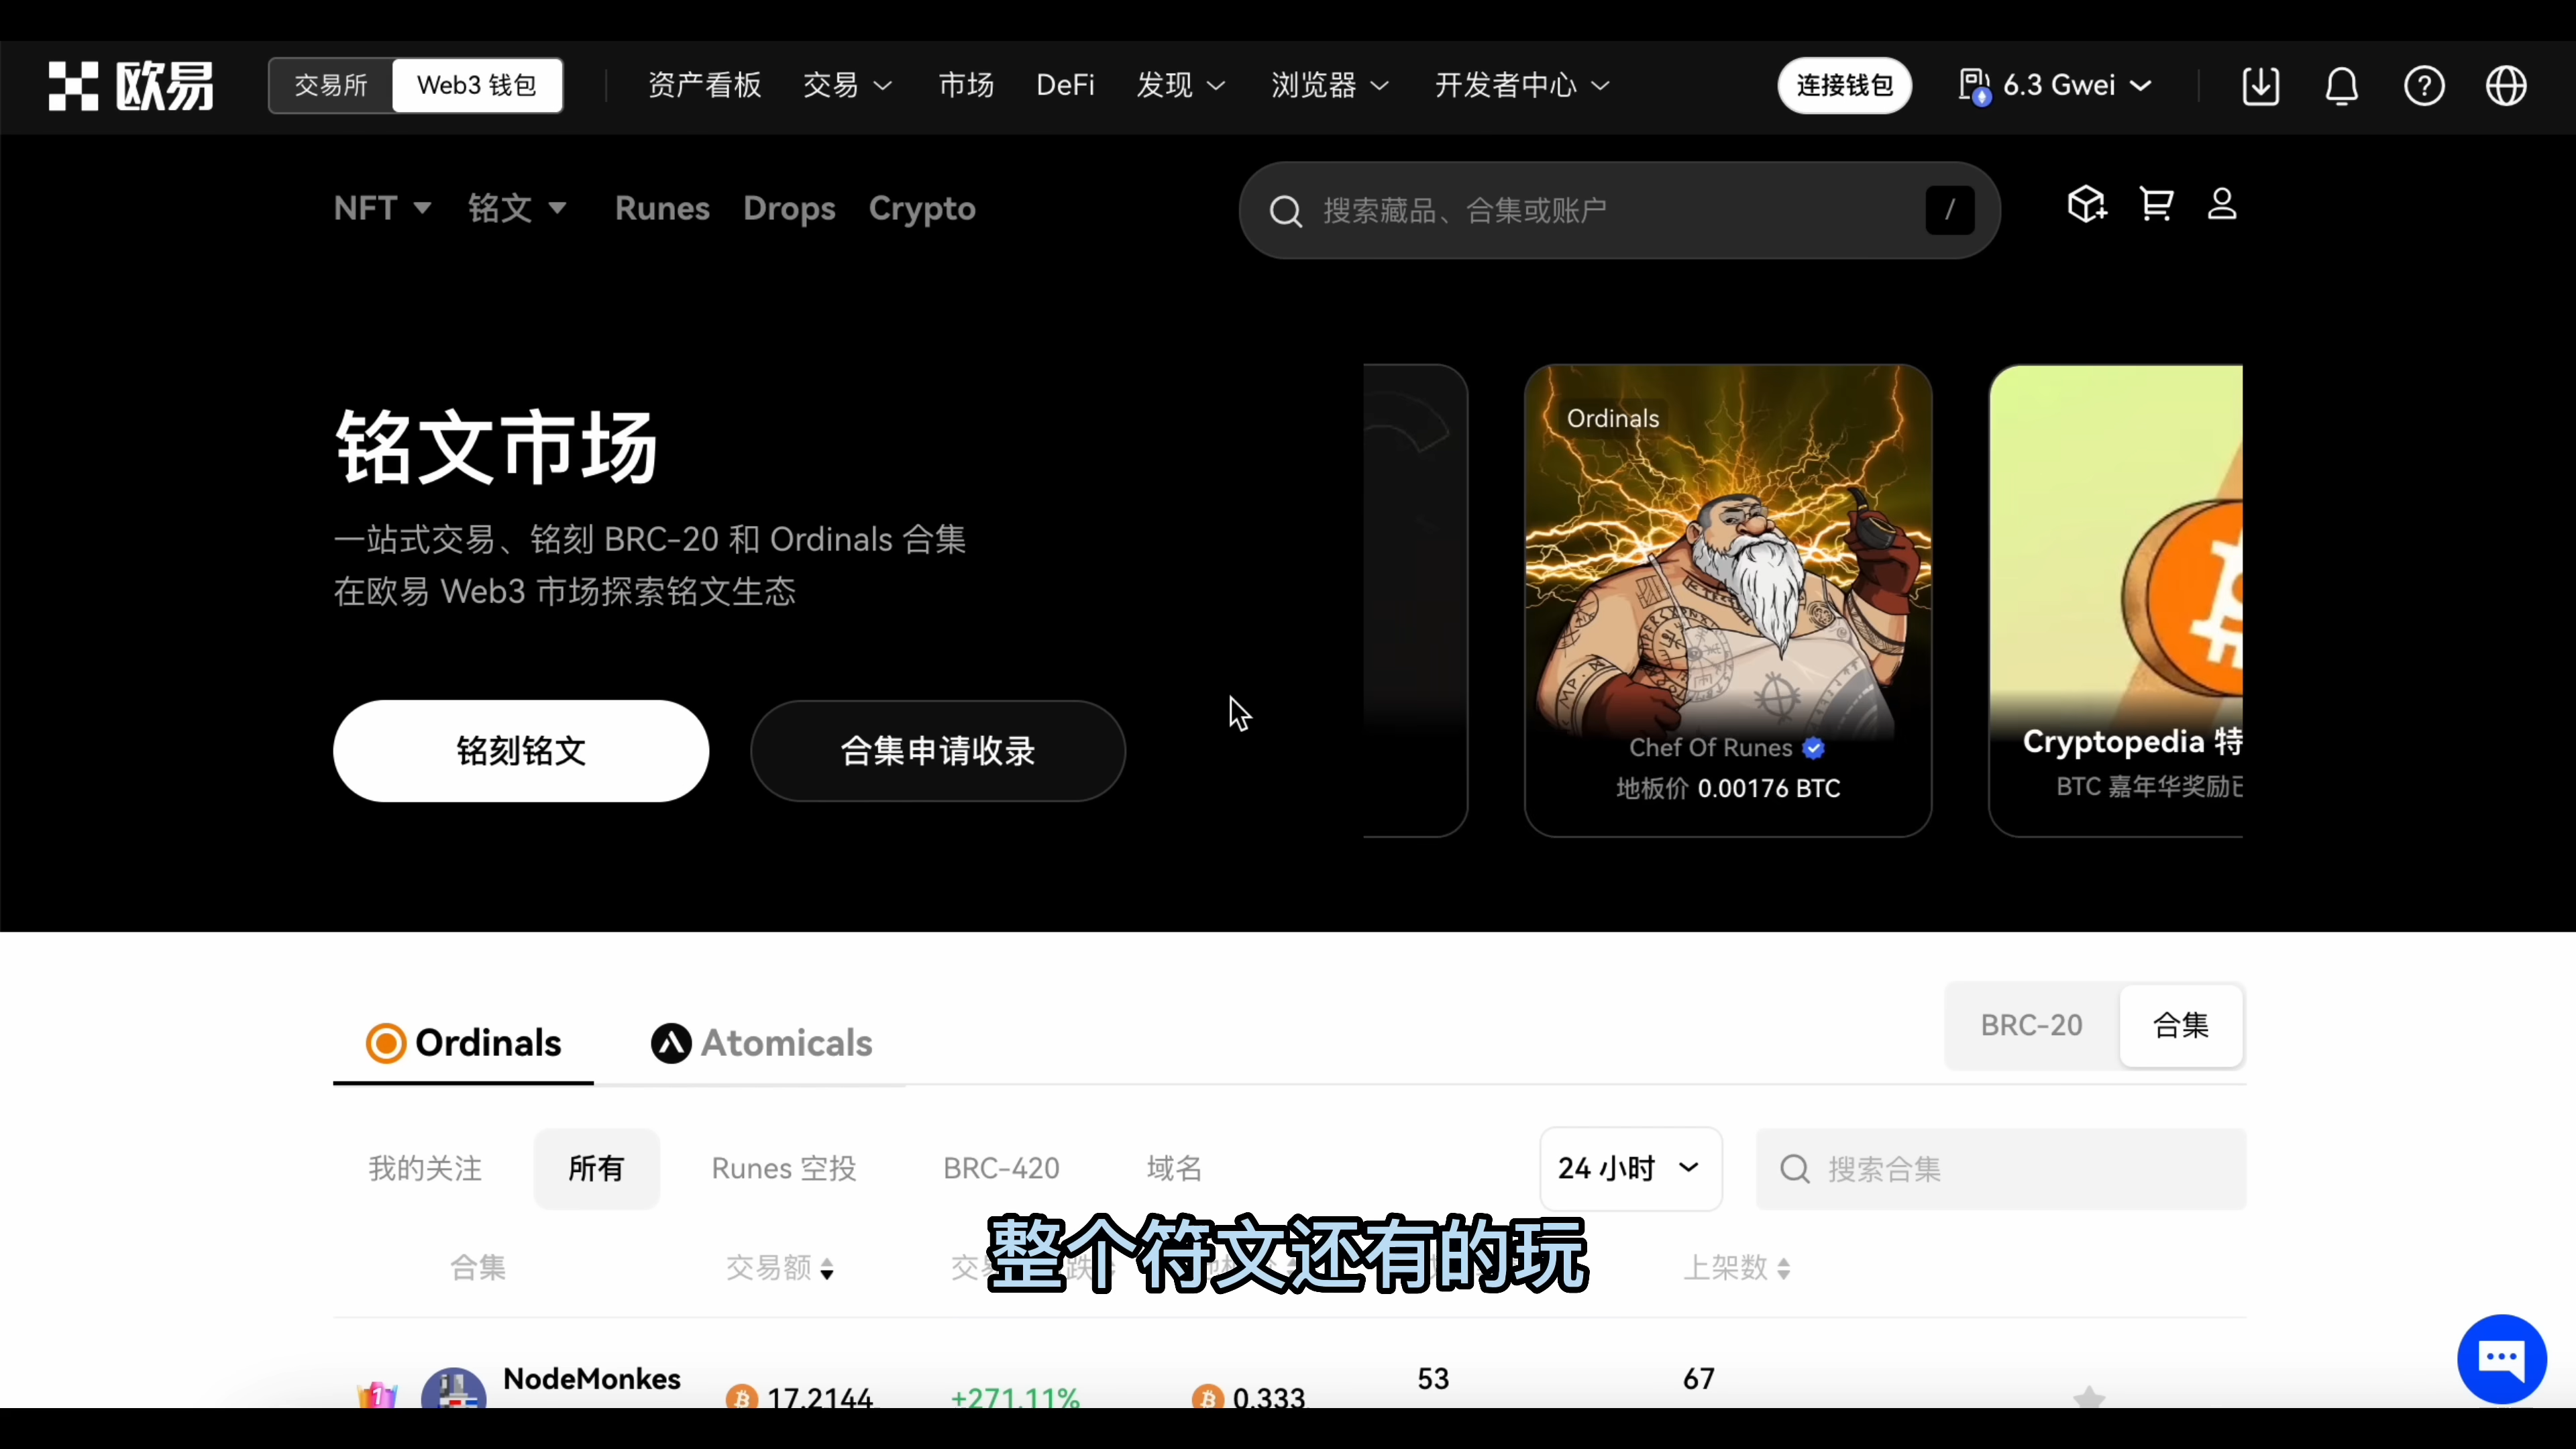 欧易 交易所 Web3 钱包 资产看板 交易 市场 DeFi 发现 浏览器 开发者中心 连接钱包 6.3 Gwei
NFT 铭文 Runes Drops Crypto 搜索藏品、合集或账户 /
铭文市场
一站式交易、铭刻 BRC-20 和 Ordinals 合集
在欧易 Web3 市场探索铭文生态
铭刻铭文 合集申请收录
Ordinals
Chef Of Runes
地板价 0.00176 BTC
Cryptopedia 特
BTC 嘉年华奖励
Ordinals Atomicals BRC-20 合集
我的关注 所有 Runes 空投 BRC-420 域名 24 小时 搜索合集
整个符文还有的玩
合集 交易额 上架数
NodeMonkes 17.2144 +271.11% 0.333 53 67